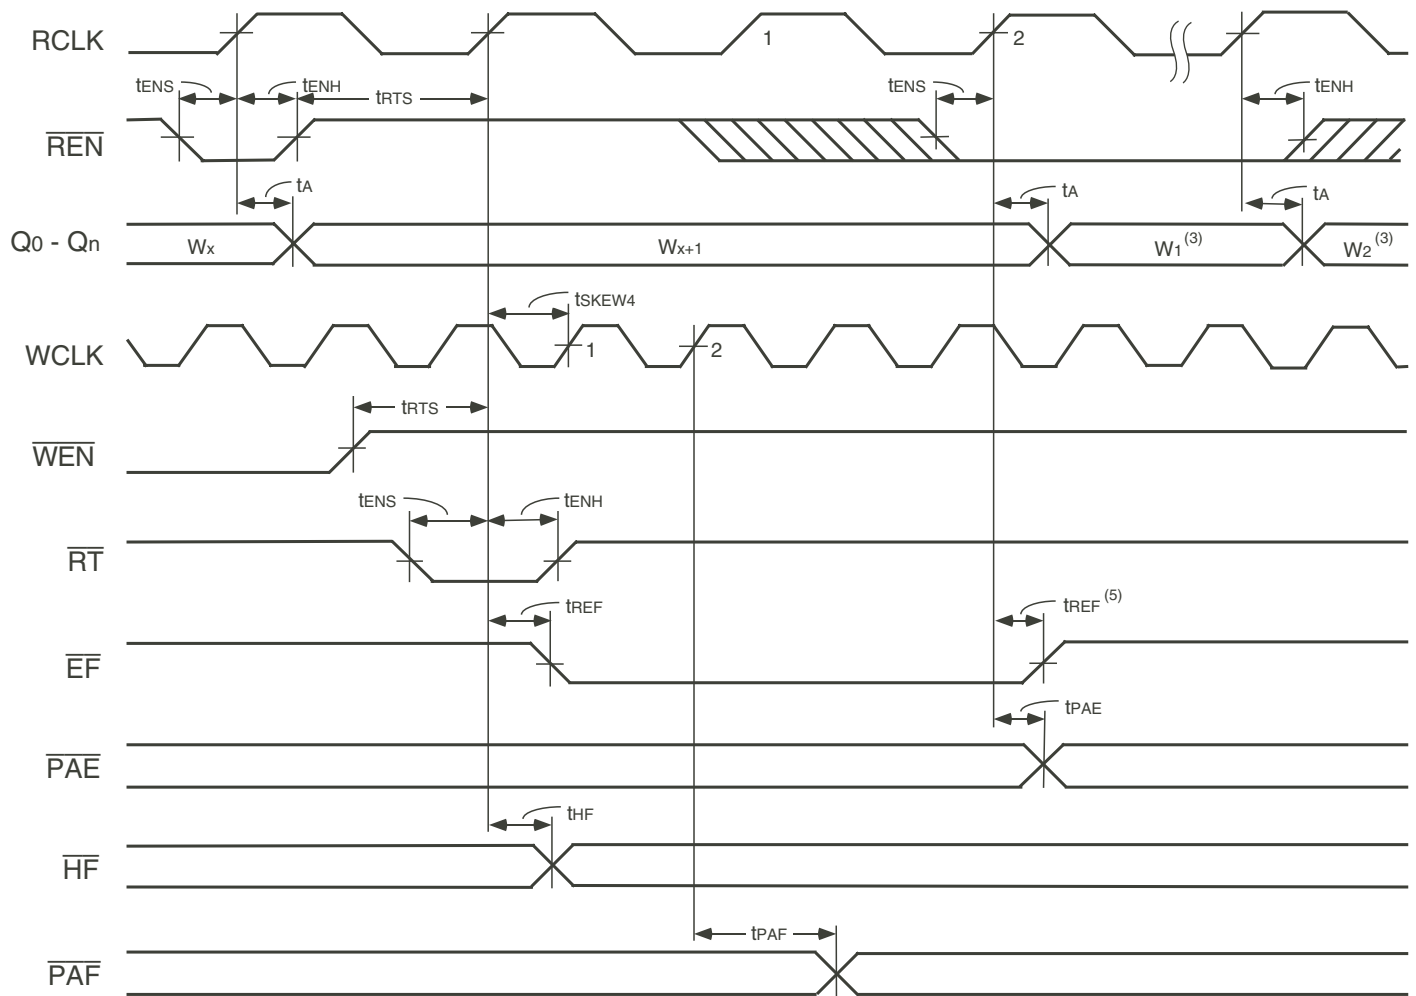 RCLK 1 2
tENS tENH tRTS tENS tENH
REN
tA tA tA
Q0 - Qn Wx Wx+1 W1(3) W2(3)
tSKEW4
WCLK 1 2
tRTS
WEN
tENS tENH
RT
tREF tREF(5)
EF
tPAE
PAE
tHF
HF
tPAF
PAF